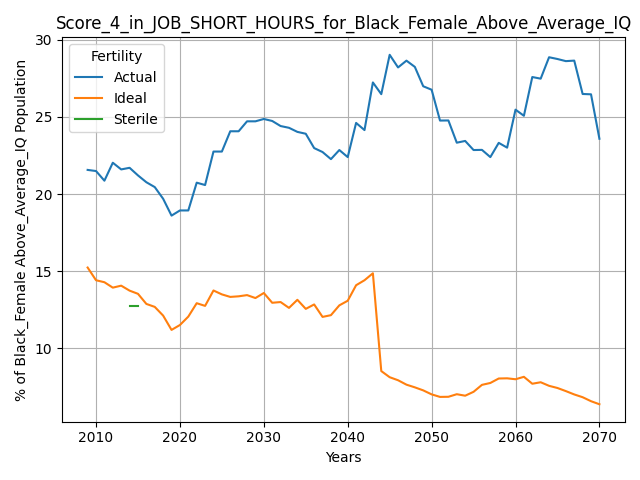 Score_4_in_JOB_SHORT_HOURS_for_Black_Female_Above_Average_IQ
Fertility
Actual
Ideal
Sterile
% of Black_Female Above_Average_IQ Population
30
25
20
15
10
2010 2020 2030 2040 2050 2060 2070
Years